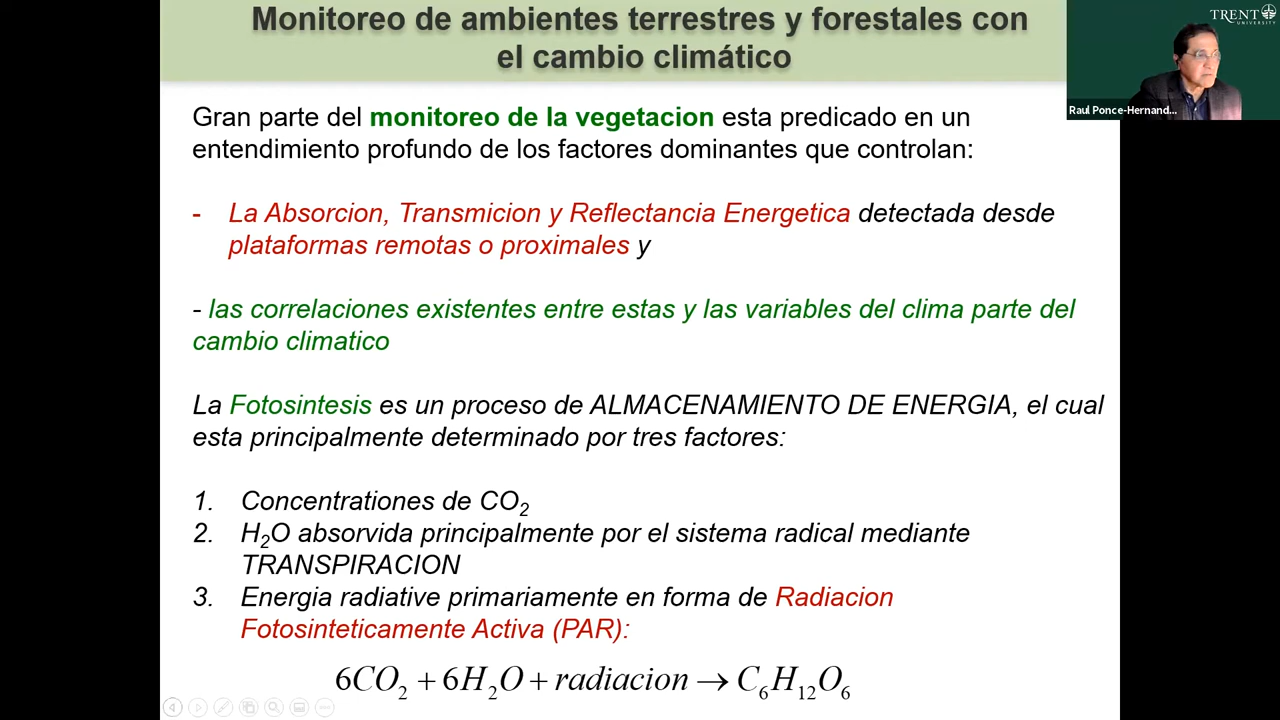 Monitoreo de ambientes terrestres y forestales con
el cambio climático
TRENT
UNIVERSITY
Raul Ponce-Hernand...
Gran parte del monitoreo de la vegetacion esta predicado en un
entendimiento profundo de los factores dominantes que controlan:
- La Absorcion, Transmicion y Reflectancia Energetica detectada desde
plataformas remotas o proximales y
- las correlaciones existentes entre estas y las variables del clima parte del
cambio climatico
La Fotosintesis es un proceso de ALMACENAMIENTO DE ENERGIA, el cual
esta principalmente determinado por tres factores:
1. Concentrationes de CO₂
2. H₂O absorvida principalmente por el sistema radical mediante
TRANSPIRACION
3. Energia radiative primariamente en forma de Radiacion
Fotosinteticamente Activa (PAR):
6CO₂ + 6H₂O + radiacion → C₆H₁₂O₆